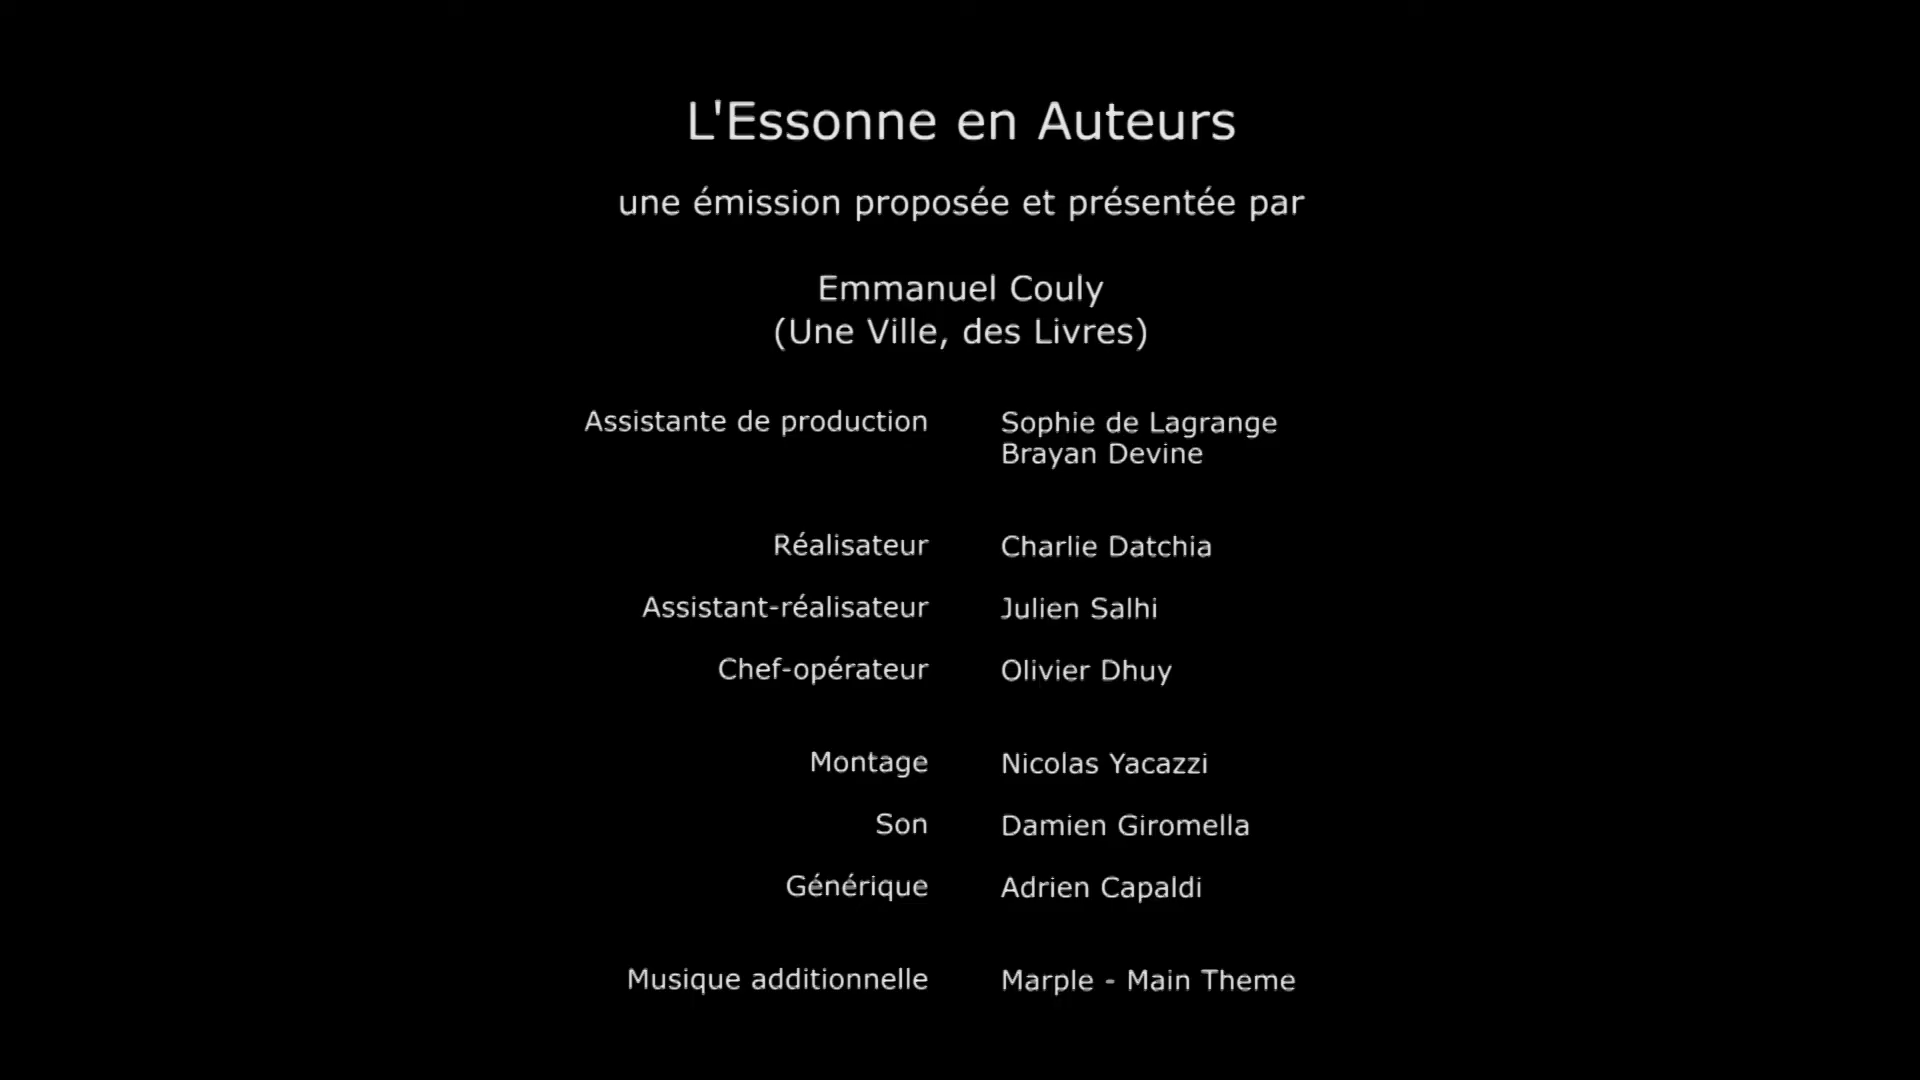 L'Essonne en Auteurs
une émission proposée et présentée par
Emmanuel Couly
(Une Ville, des Livres)
Assistante de production Sophie de Lagrange
Brayan Devine
Réalisateur Charlie Datchia
Assistant-réalisateur Julien Salhi
Chef-opérateur Olivier Dhuy
Montage Nicolas Yacazzi
Son Damien Giromella
Générique Adrien Capaldi
Musique additionnelle Marple - Main Theme